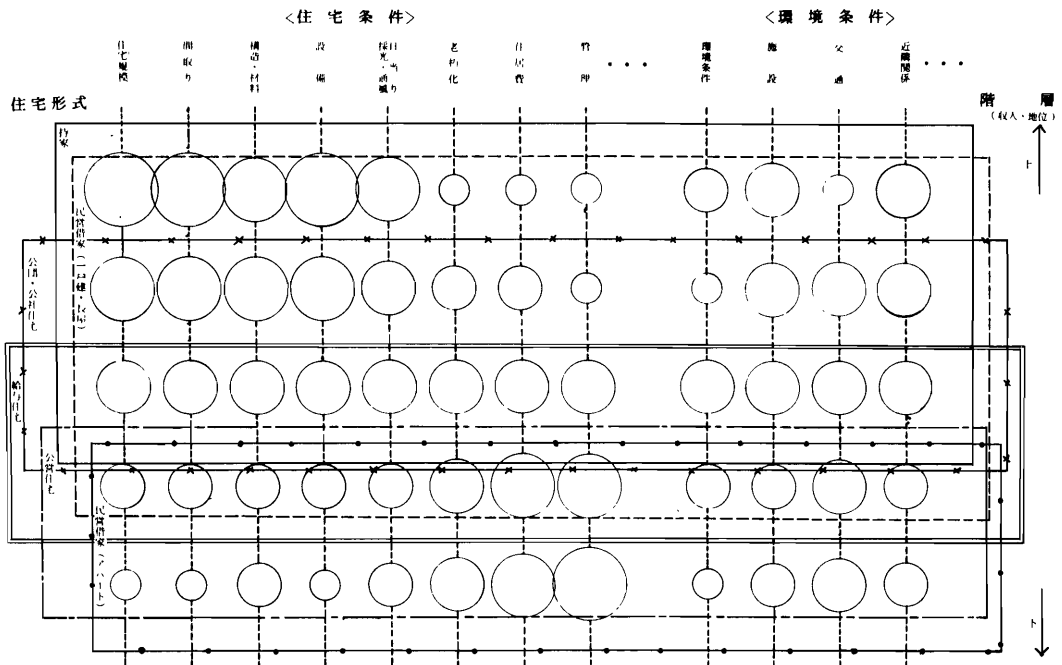 <住宅条件>
<環境条件>
住宅規模
間取り
構造・材料
設備
日当り
採光・通風
老朽化
住居費
管理
・・・
環境条件
施設
交通
近隣関係
・・・
住宅形式
階層
(収入・地位)
上
持家
民営借家(一戸建・長屋)
公団・公社住宅
給与住宅
公営住宅
民営借家(アパート)
下